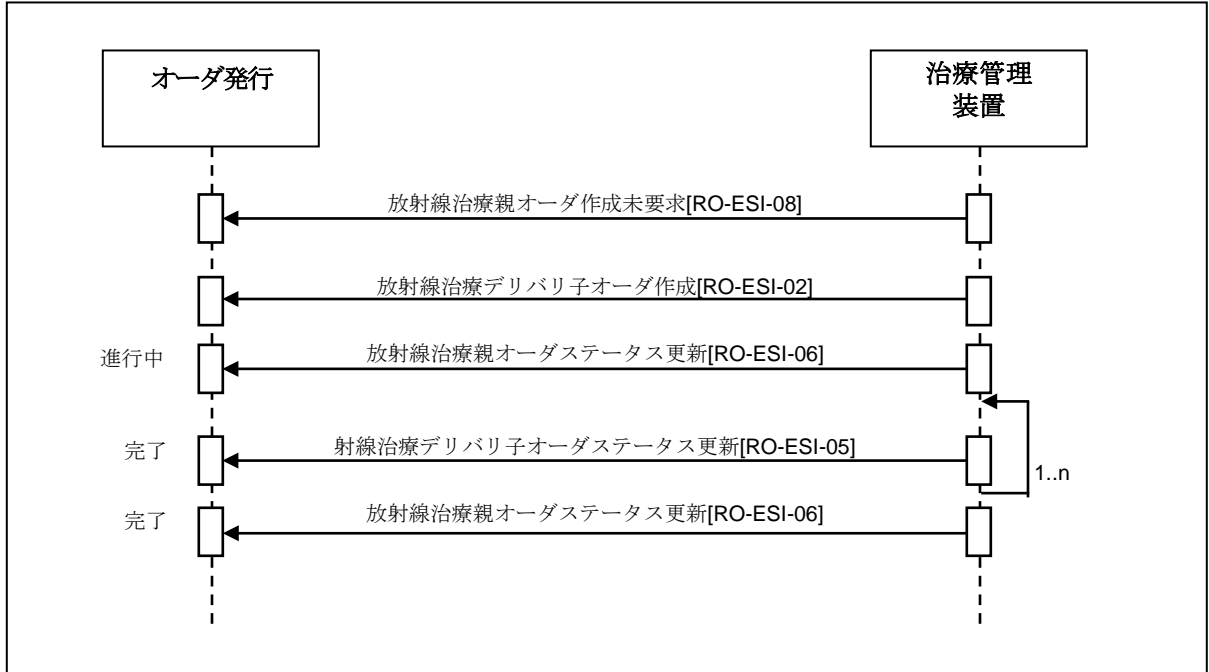 オーダ発行
治療管理
装置
放射線治療親オーダ作成未要求[RO-ESI-08]
放射線治療デリバリ子オーダ作成[RO-ESI-02]
進行中
放射線治療親オーダステータス更新[RO-ESI-06]
完了
射線治療デリバリ子オーダステータス更新[RO-ESI-05]
1..n
完了
放射線治療親オーダステータス更新[RO-ESI-06]